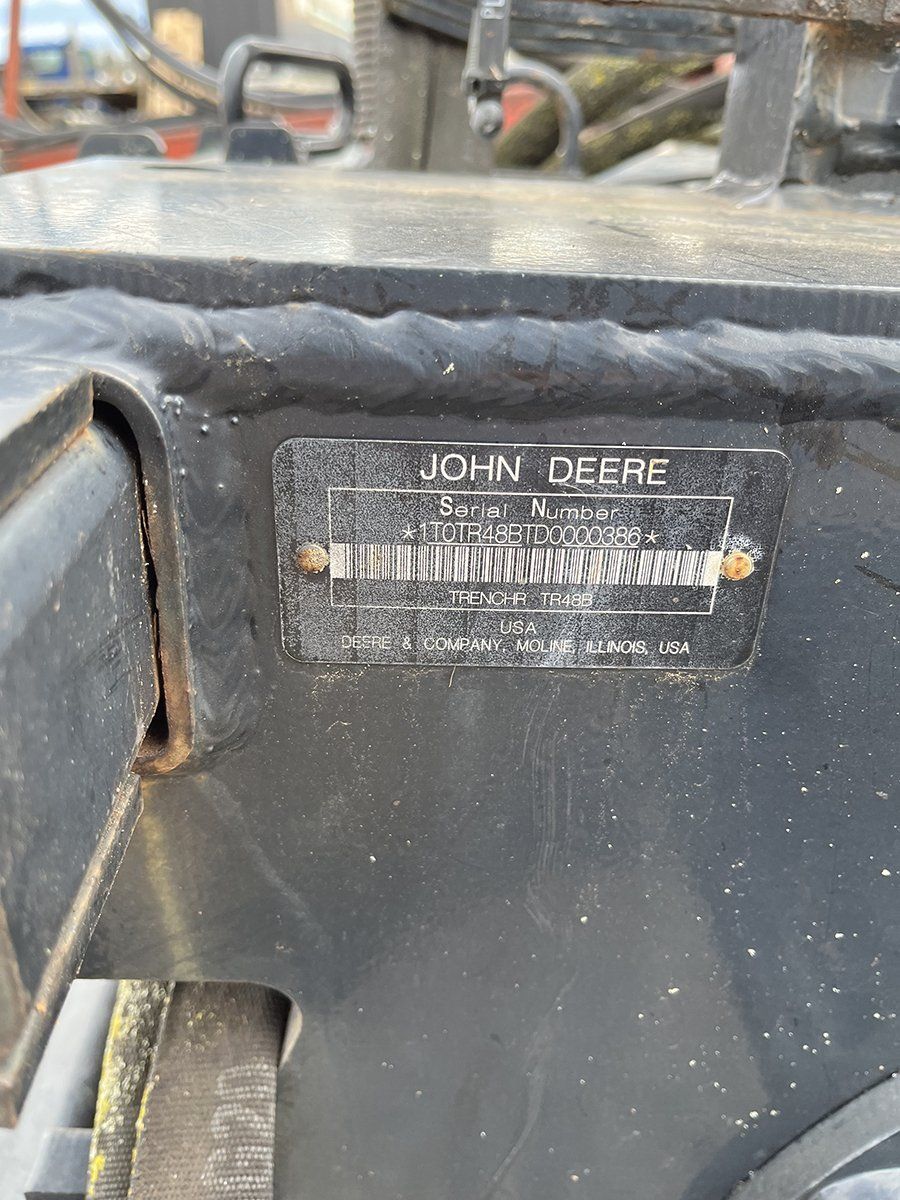 JOHN DEERE
Serial Number
*1T0TR48BTD0000386*
TRENCHR TR48B
USA
DEERE & COMPANY, MOLINE, ILLINOIS, USA